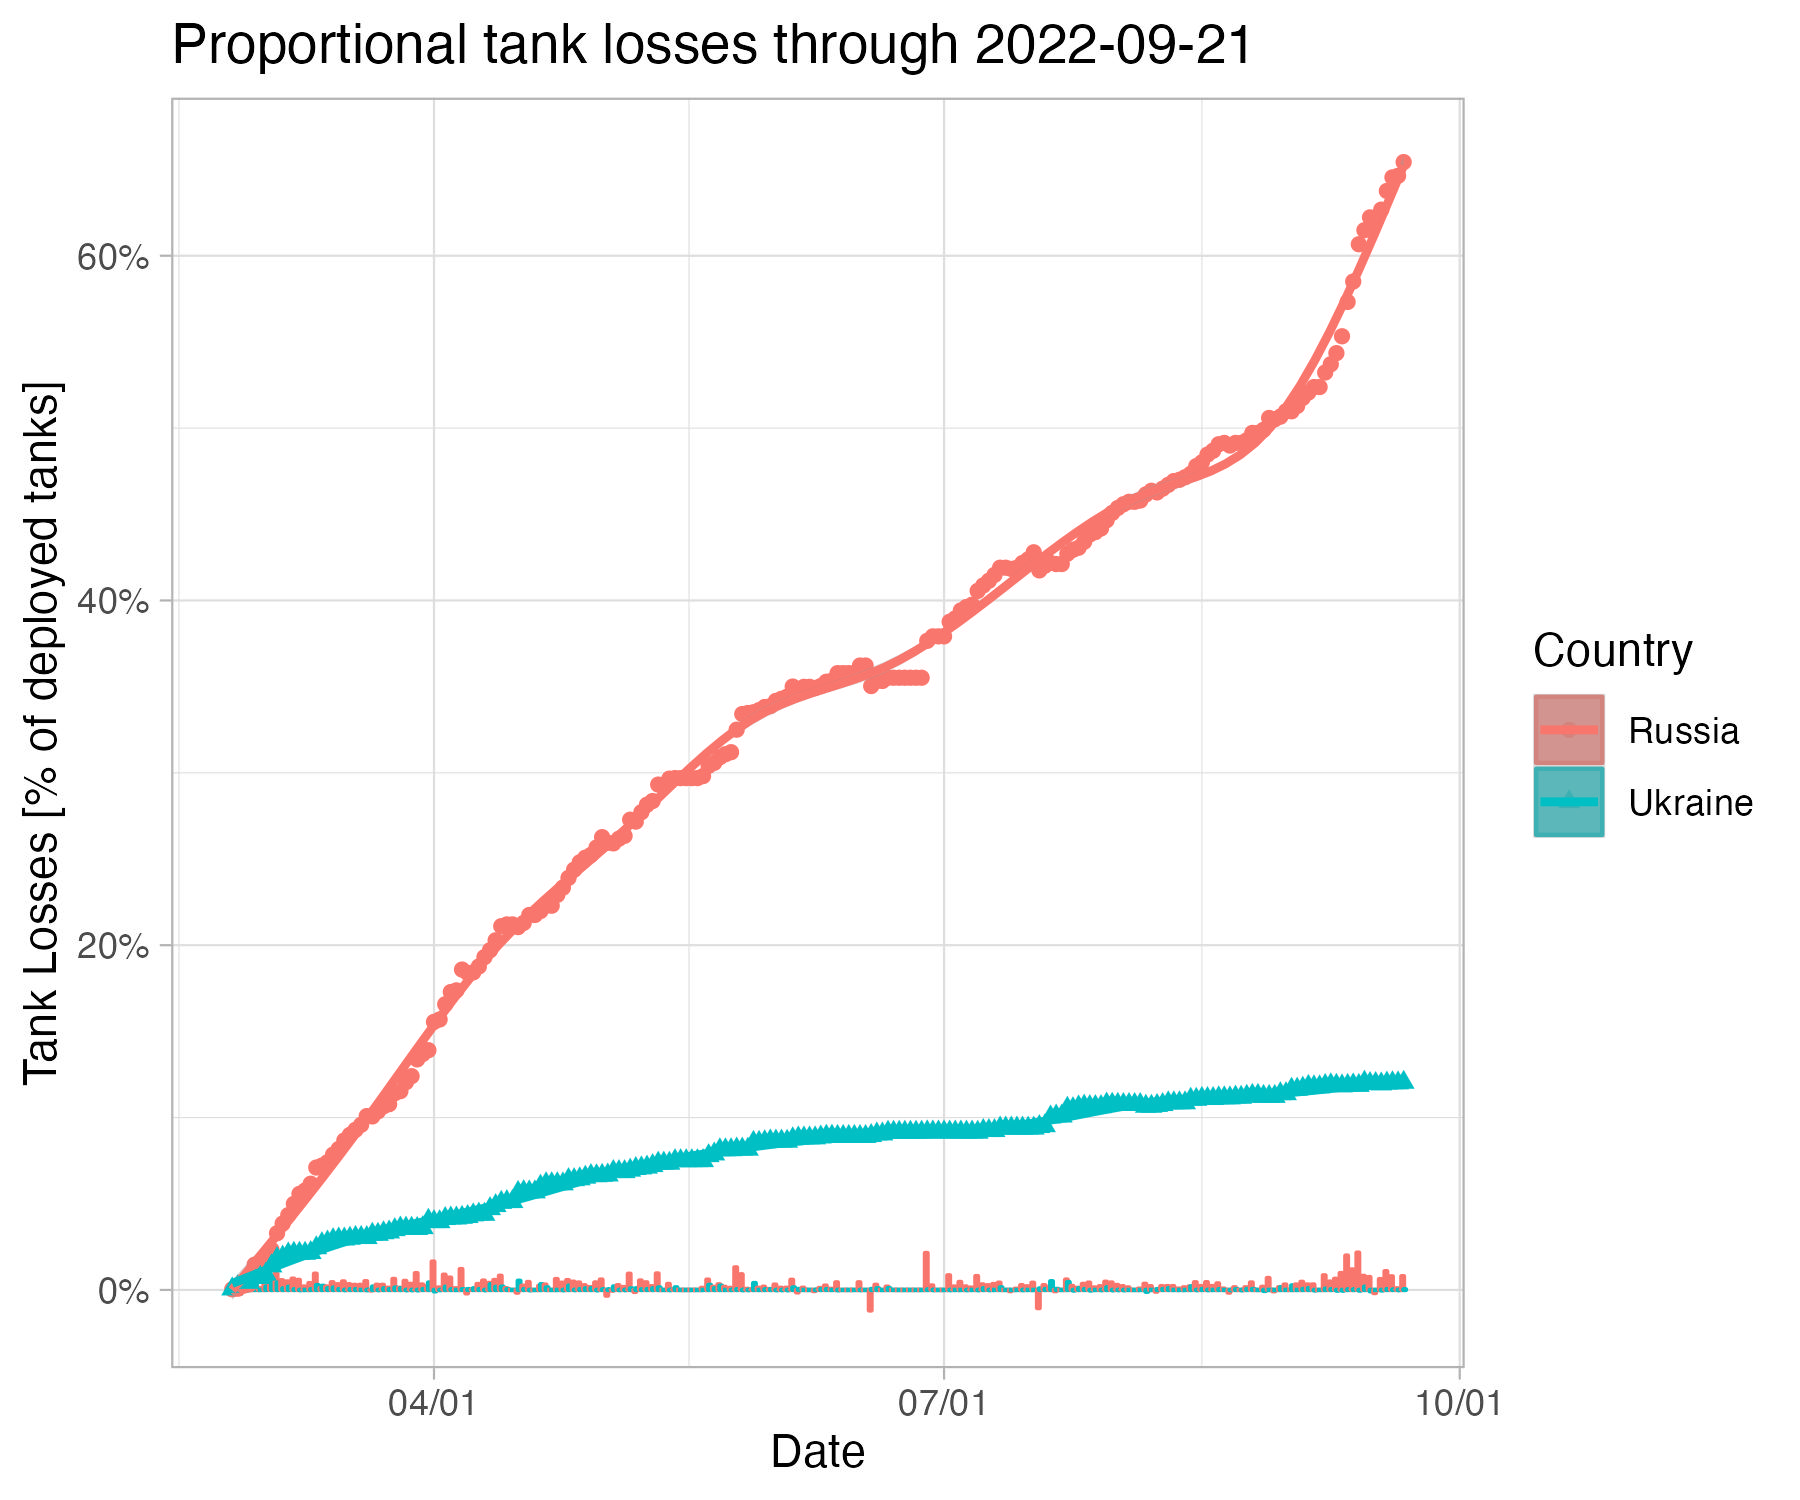 Proportional tank losses through 2022-09-21
Tank Losses [% of deployed tanks]
60%
40%
20%
0%
04/01
07/01
10/01
Date
Country
Russia
Ukraine